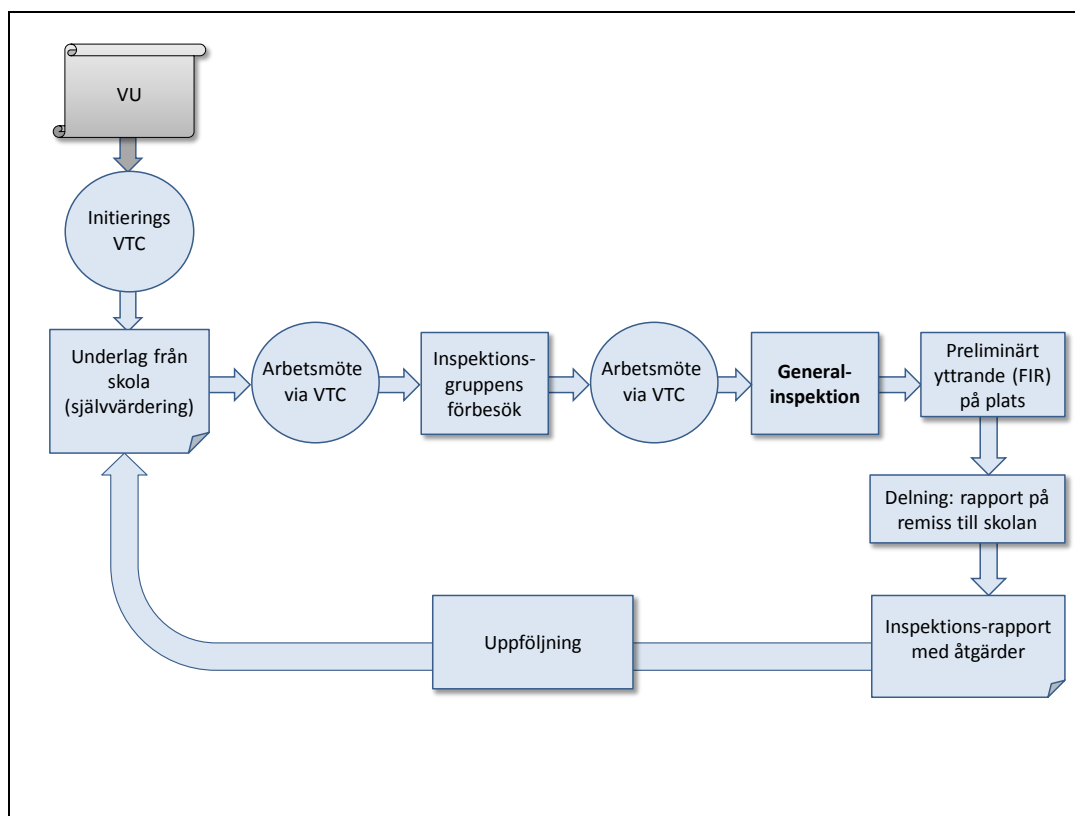 VU
Initierings
VTC
Underlag från
skola
(självvärdering)
Arbetsmöte
via VTC
Inspektions-
gruppens
förbesök
Arbetsmöte
via VTC
General-
inspektion
Preliminärt
yttrande (FIR)
på plats
Delning: rapport på
remiss till skolan
Inspektions-rapport
med åtgärder
Uppföljning